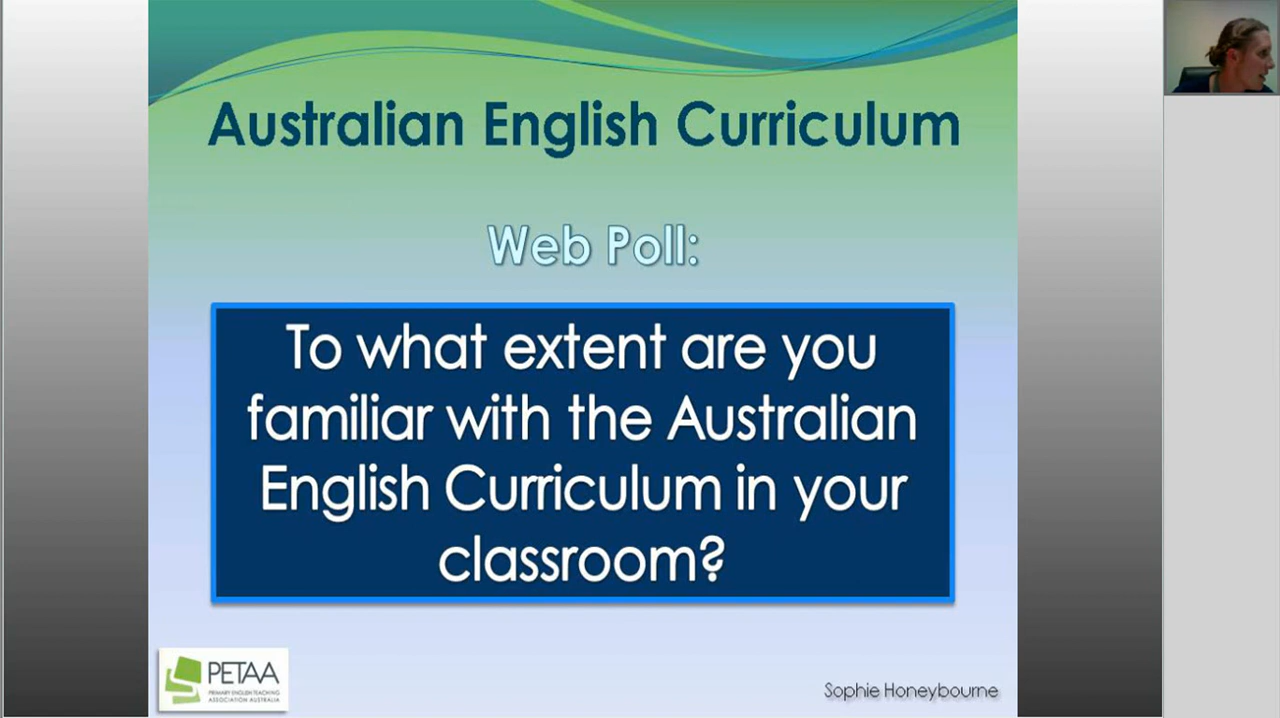 Australian English Curriculum
Web Poll:
To what extent are you
familiar with the Australian
English Curriculum in your
classroom?
PETAA
PRIMARY ENGLISH TEACHING
ASSOCIATION AUSTRALIA
Sophie Honeybourne